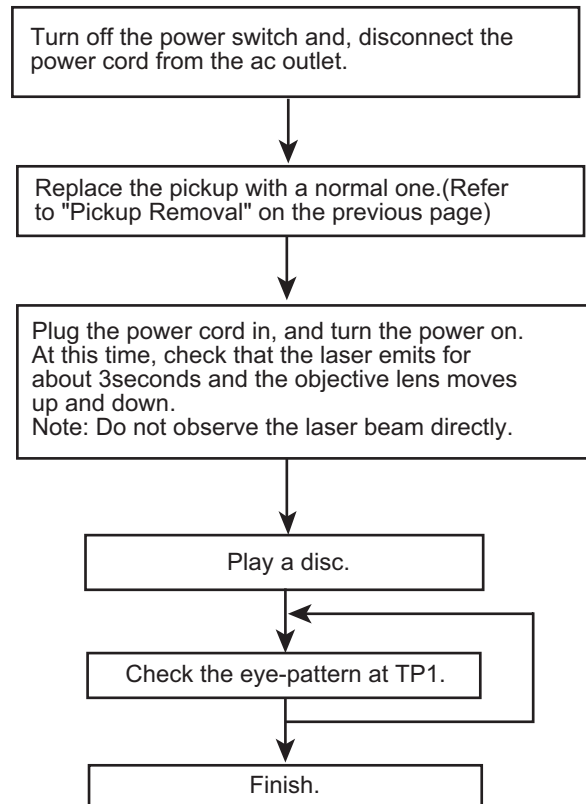 Turn off the power switch and, disconnect the
power cord from the ac outlet.
Replace the pickup with a normal one.(Refer
to "Pickup Removal" on the previous page)
Plug the power cord in, and turn the power on.
At this time, check that the laser emits for
about 3seconds and the objective lens moves
up and down.
Note: Do not observe the laser beam directly.
Play a disc.
Check the eye-pattern at TP1.
Finish.